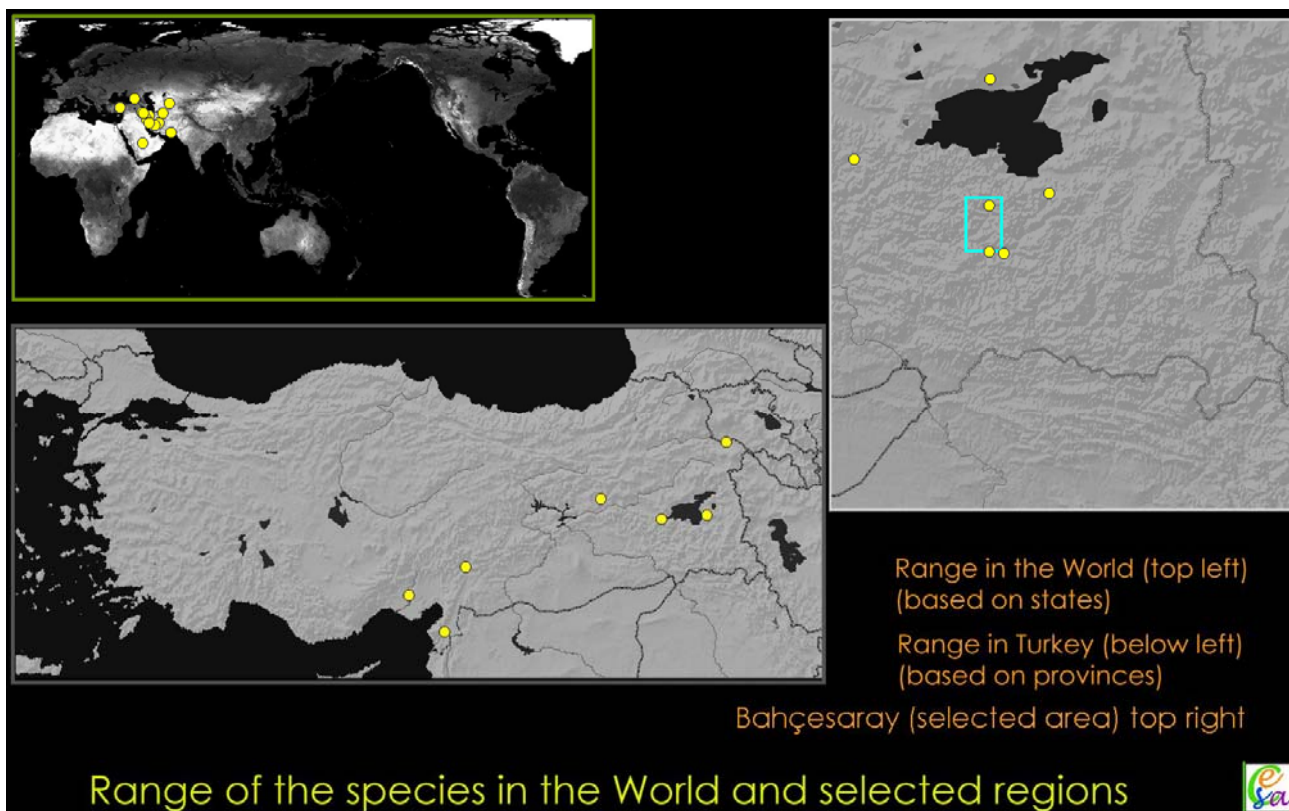 Range in the World (top left)
(based on states)
Range in Turkey (below left)
(based on provinces)
Bahçesaray (selected area) top right
Range of the species in the World and selected regions
esa